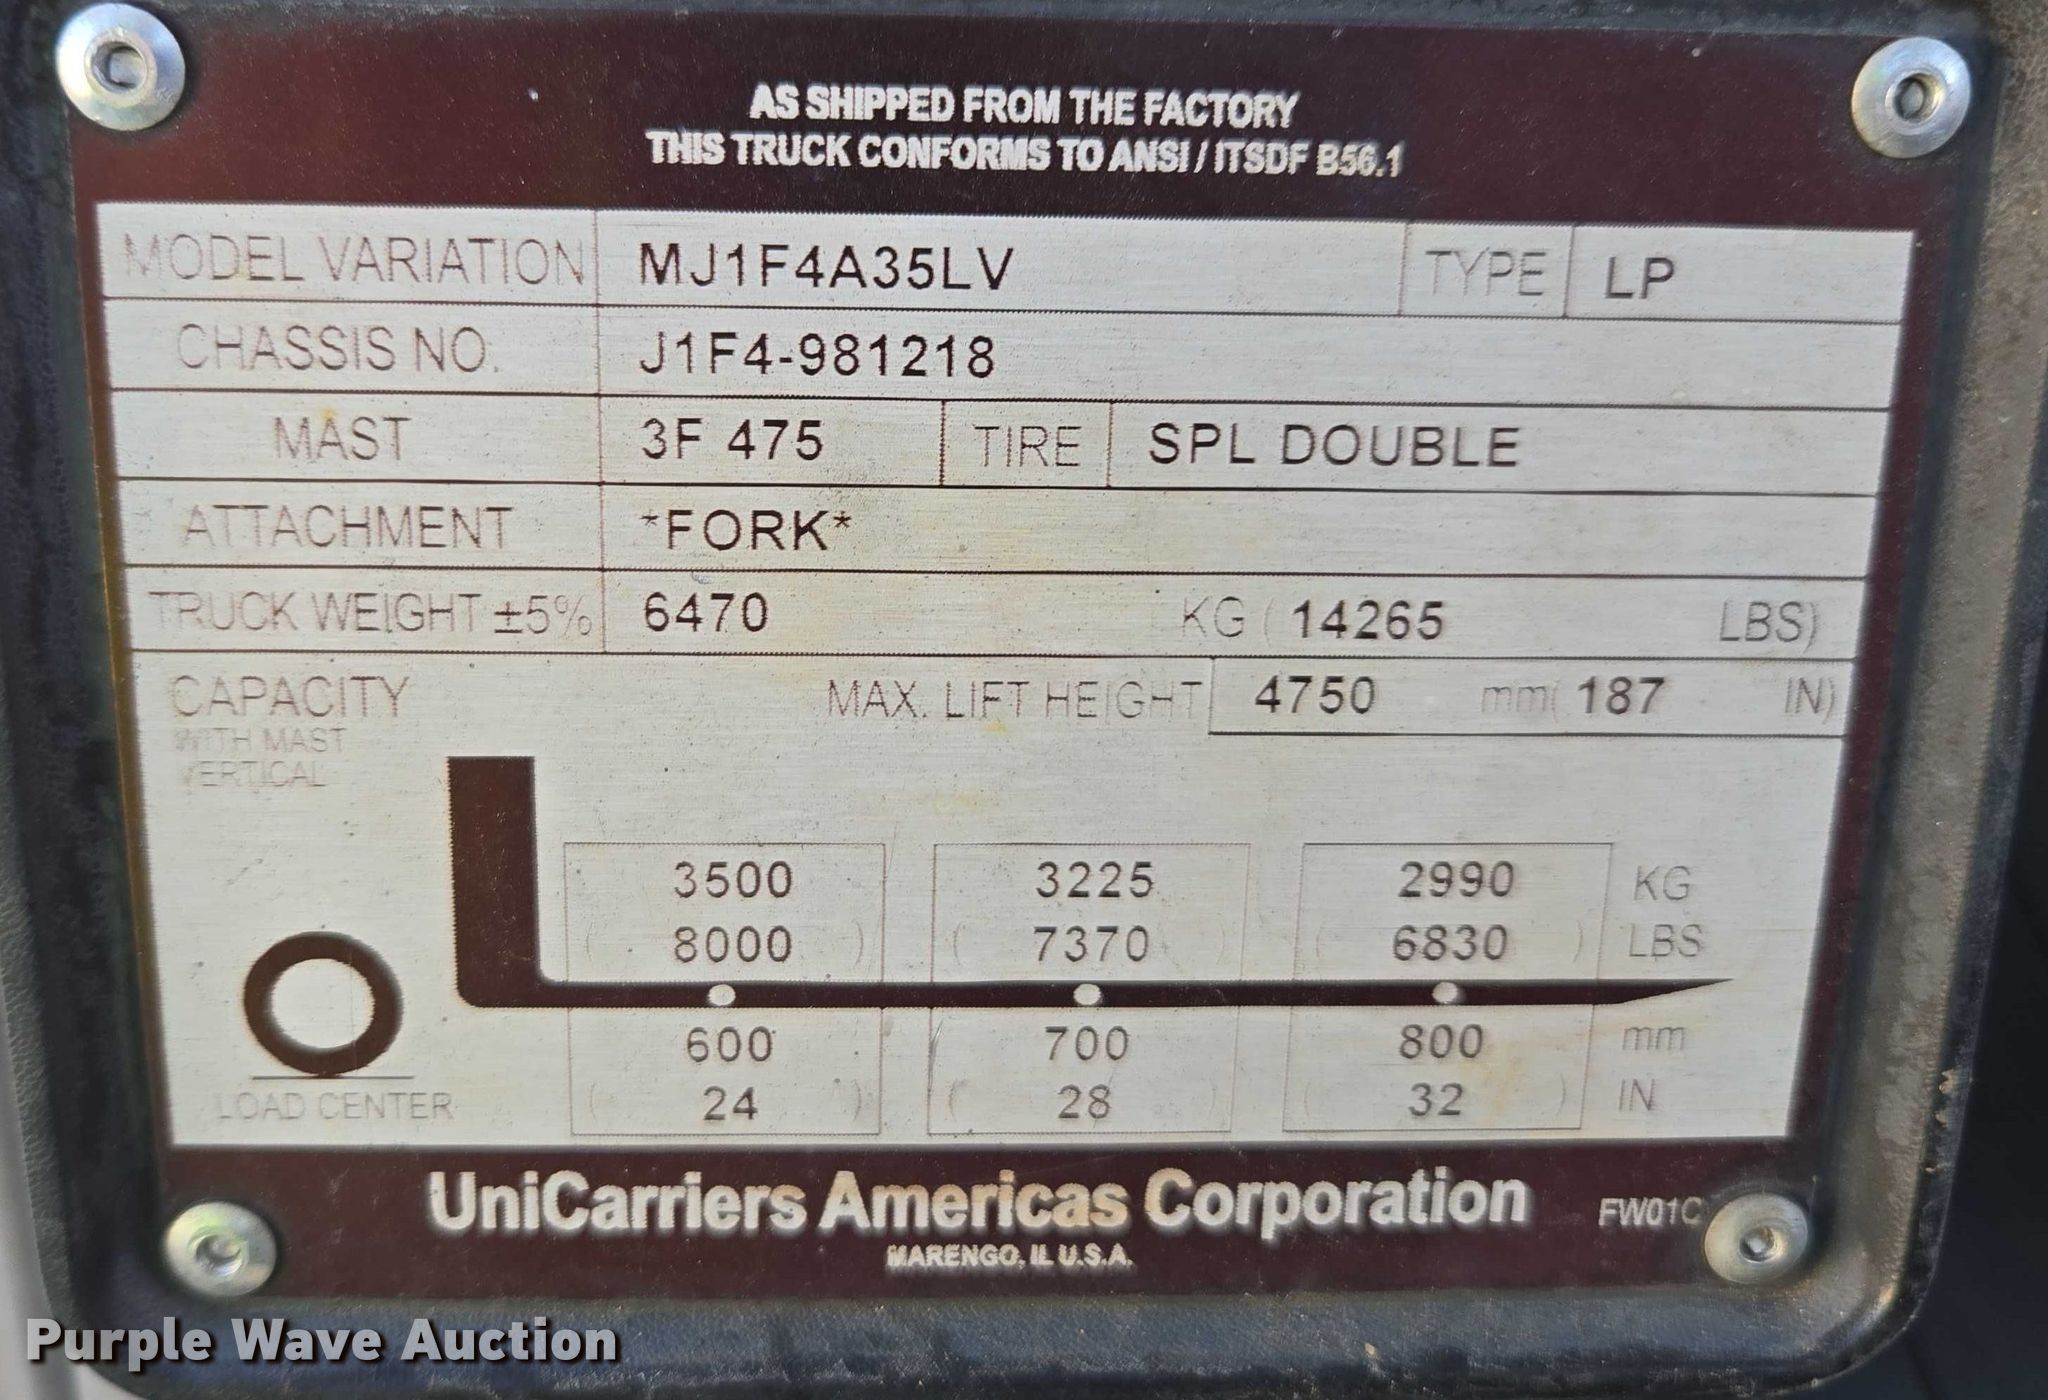 AS SHIPPED FROM THE FACTORY
THIS TRUCK CONFORMS TO ANSI / ITSDF B56.1
MODEL VARIATION MJ1F4A35LV TYPE LP
CHASSIS NO. J1F4-981218
MAST 3F 475 TIRE SPL DOUBLE
ATTACHMENT *FORK*
TRUCK WEIGHT ±5% 6470 KG ( 14265 LBS)
CAPACITY MAX. LIFT HEIGHT 4750 mm( 187 IN)
WITH MAST
VERTICAL
3500 3225 2990 KG
( 8000 ) ( 7370 ) ( 6830 ) LBS
600 700 800 mm
( 24 ) ( 28 ) ( 32 ) IN
LOAD CENTER
UniCarriers Americas Corporation FW01C
MARENGO, IL U.S.A.
Purple Wave Auction